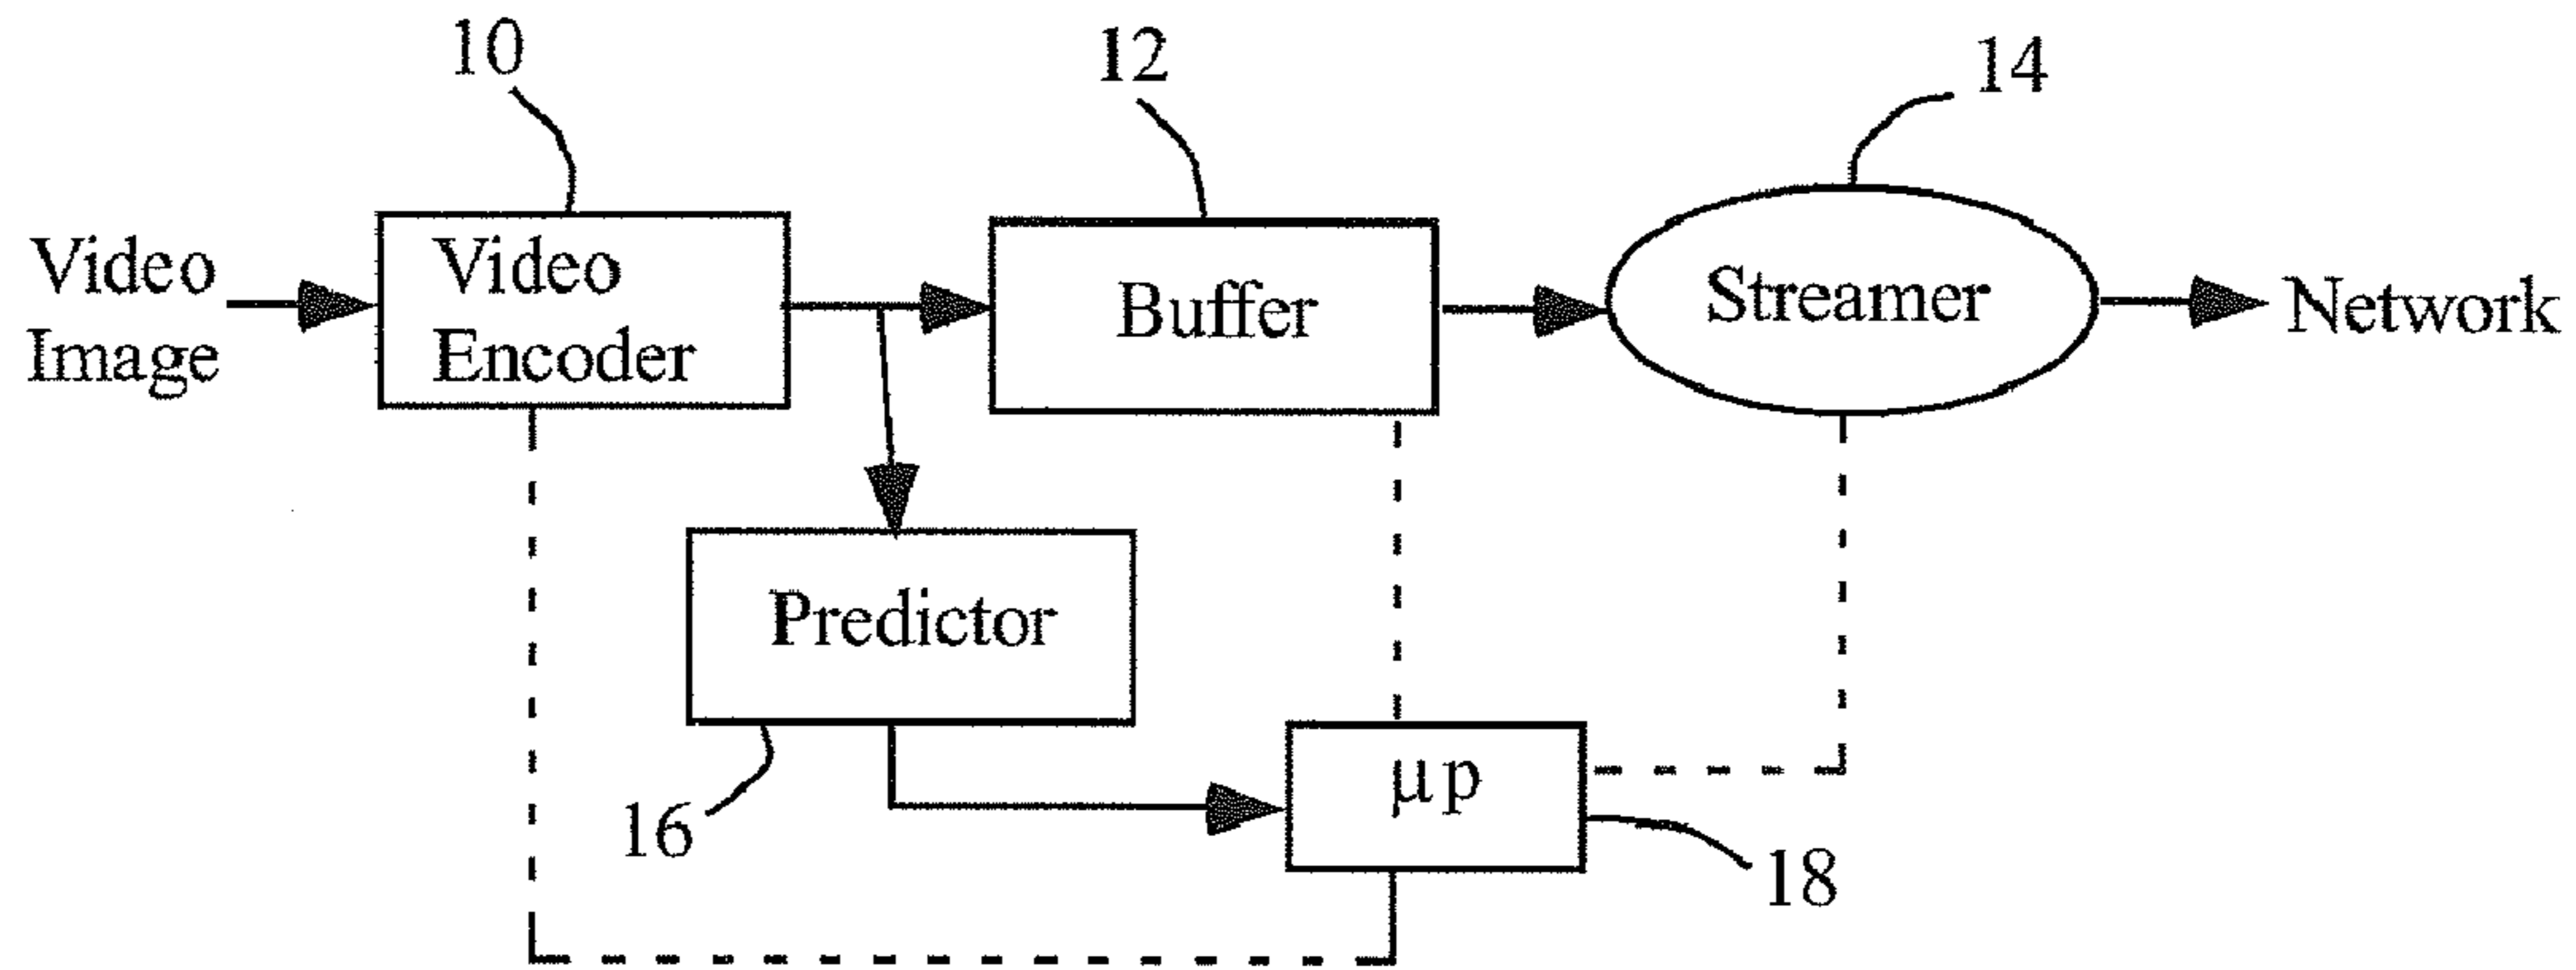 10
12
14
Video
Image
Video
Encoder
Buffer
Streamer
Network
Predictor
μp
16
18